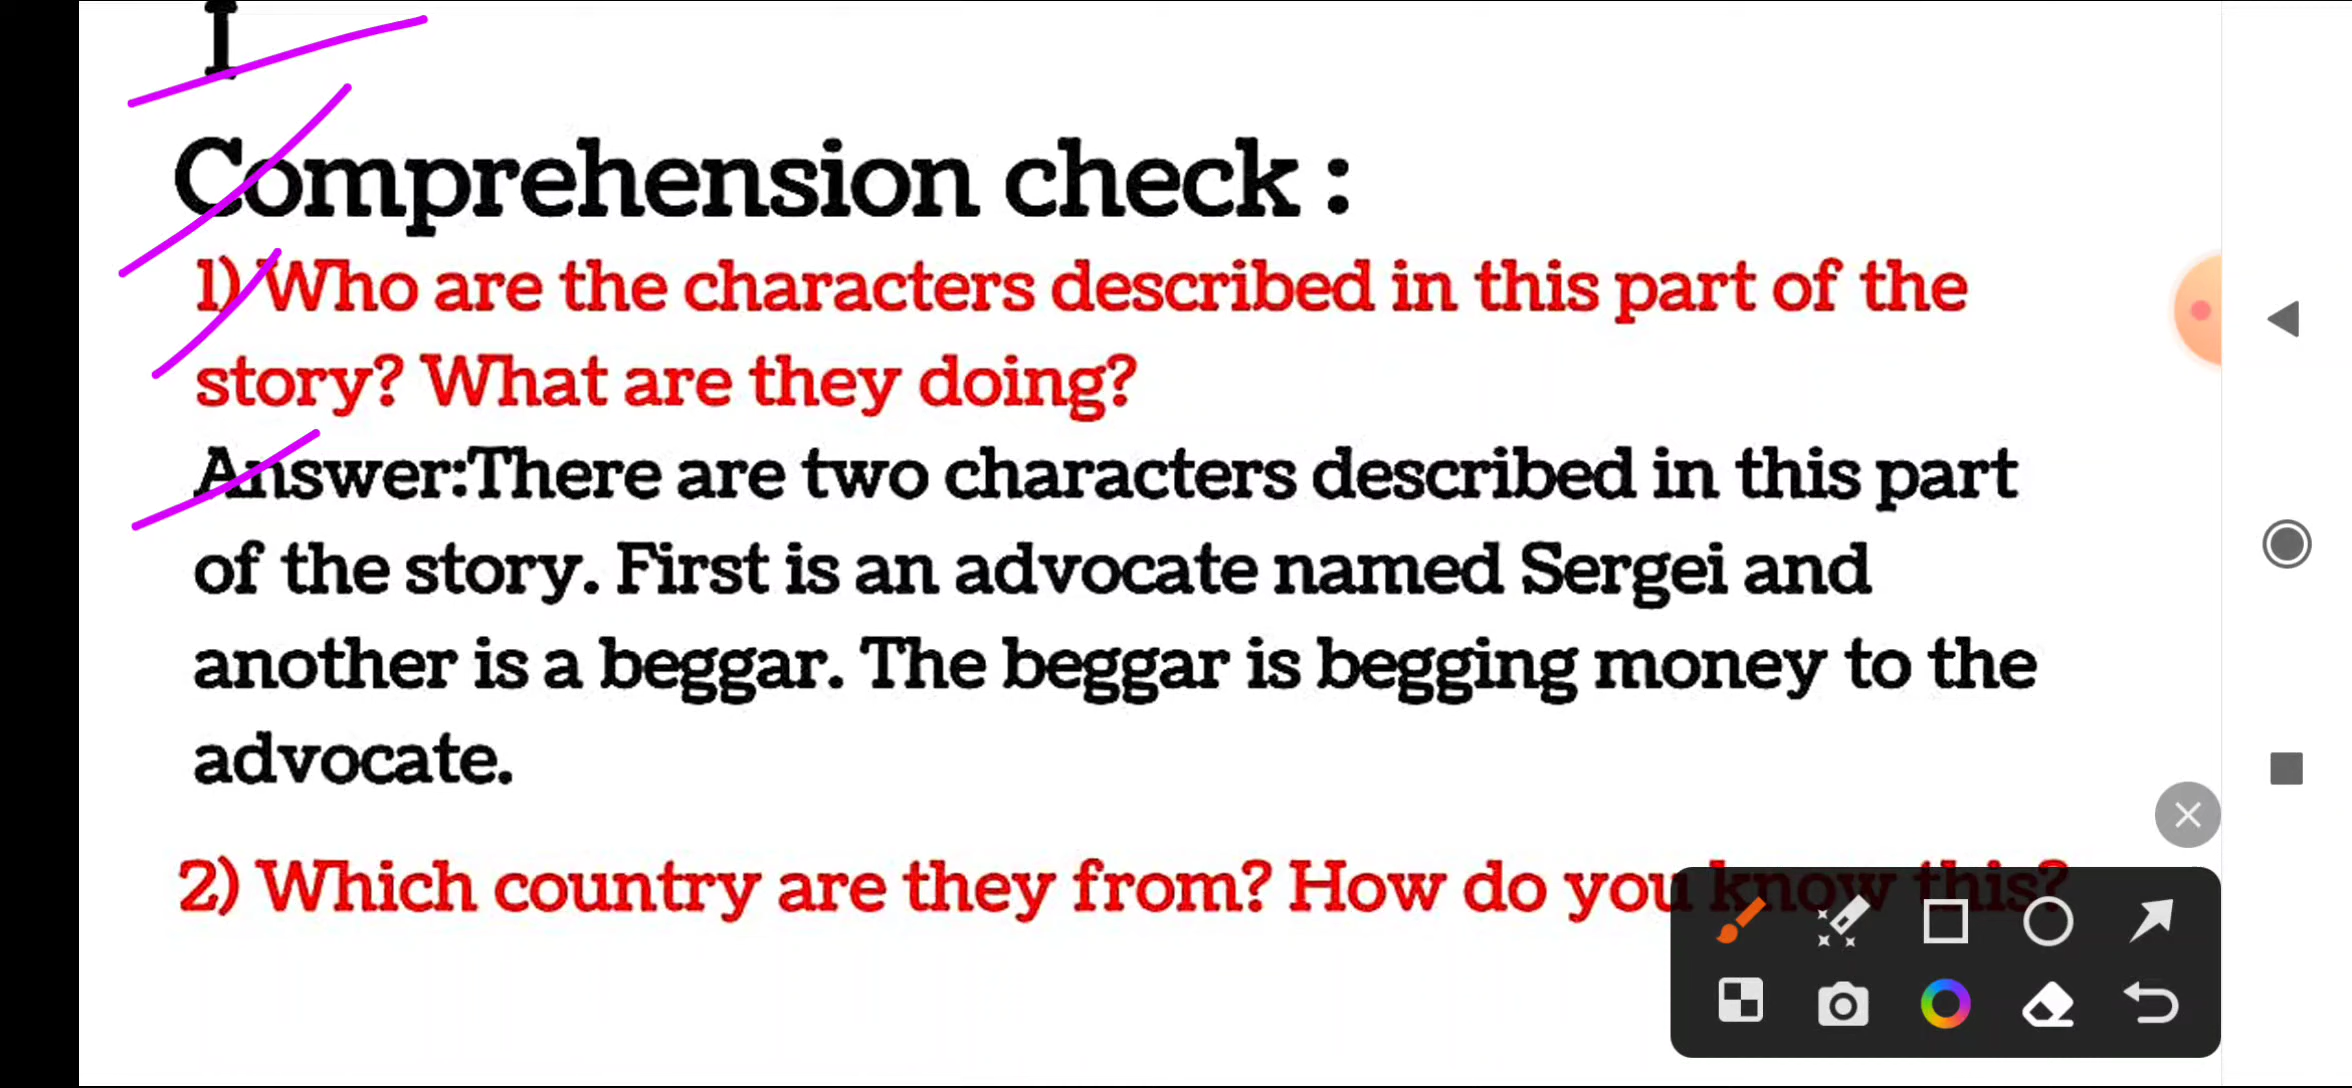 I
Comprehension check :
1) Who are the characters described in this part of the
story? What are they doing?
Answer:There are two characters described in this part
of the story. First is an advocate named Sergei and
another is a beggar. The beggar is begging money to the
advocate.
2) Which country are they from? How do you know this?